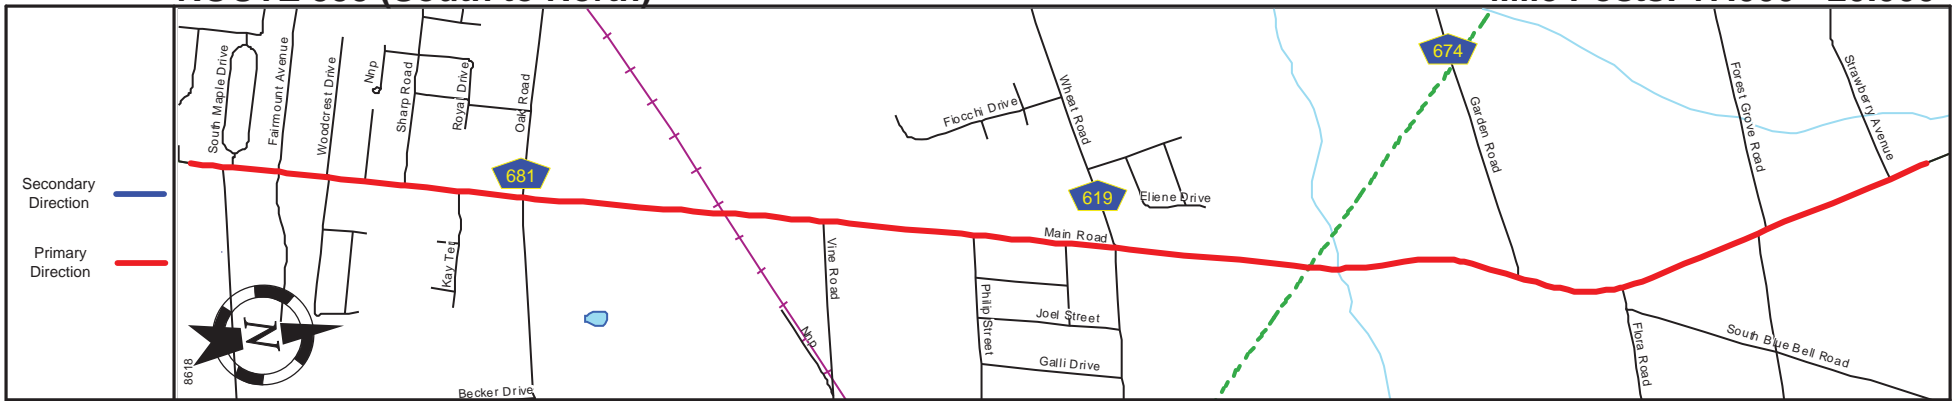 Secondary
Direction
Primary
Direction
South Maple Drive
Fairmount Avenue
Woodcrest Drive
Nnp
Sharp Road
Royal Drive
Oak Road
681
Kay Ter
Becker Drive
8618
N
Vine Road
Nnp
Fiocchi Drive
Wheat Road
619
Eliene Drive
Main Road
Philip Street
Joel Street
Galli Drive
674
Garden Road
Forest Grove Road
Strawberry Avenue
Flora Road
South Blue Bell Road